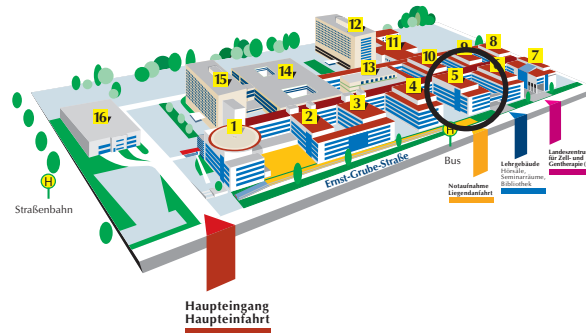 12
11
9
8
10
7
13
15
14
5
4
3
16
2
1
H
Bus
H
Straßenbahn
Ernst-Grube-Straße
Notaufnahme
Liegendanfahrt
Lehrgebäude
Hörsäle,
Seminarräume,
Bibliothek
Landeszentru
für Zell- und
Gentherapie (
Haupteingang
Haupteinfahrt